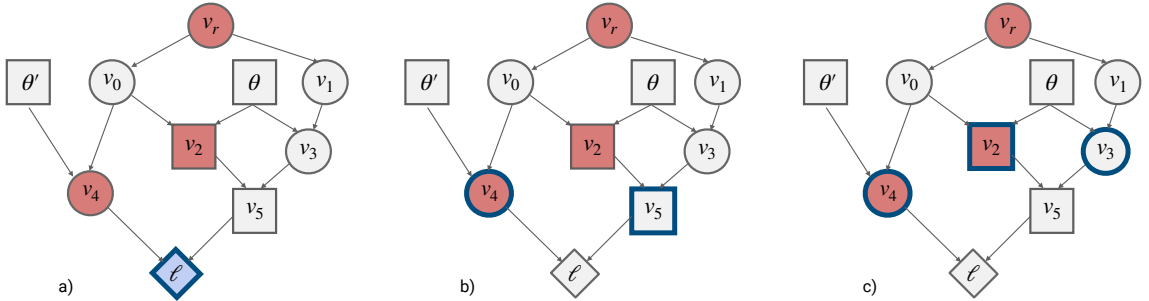 v_r
θ′ v_0 θ v_1
v_2 v_3
v_4 v_5
ℓ
a)
v_r
θ′ v_0 θ v_1
v_2 v_3
v_4 v_5
ℓ
b)
v_r
θ′ v_0 θ v_1
v_2 v_3
v_4 v_5
ℓ
c)